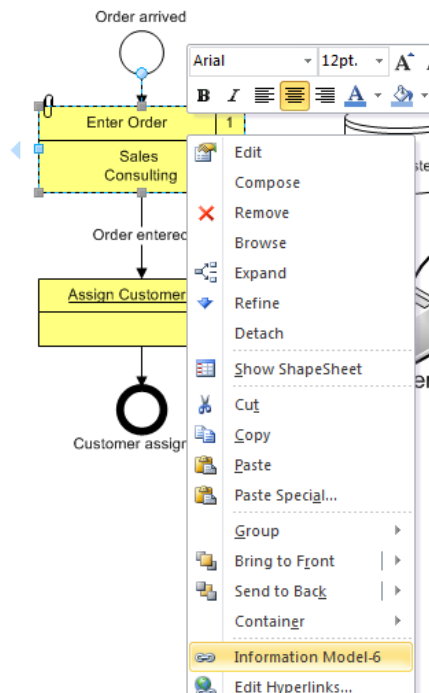 Order arrived
Arial
12pt.
A
B I
A
Enter Order
1
Sales
Consulting
Order entered
Assign Customer
Customer assign
Edit
Compose
Remove
Browse
Expand
Refine
Detach
Show ShapeSheet
Cut
Copy
Paste
Paste Special...
Group
Bring to Front
Send to Back
Container
Information Model-6
Edit Hyperlinks...